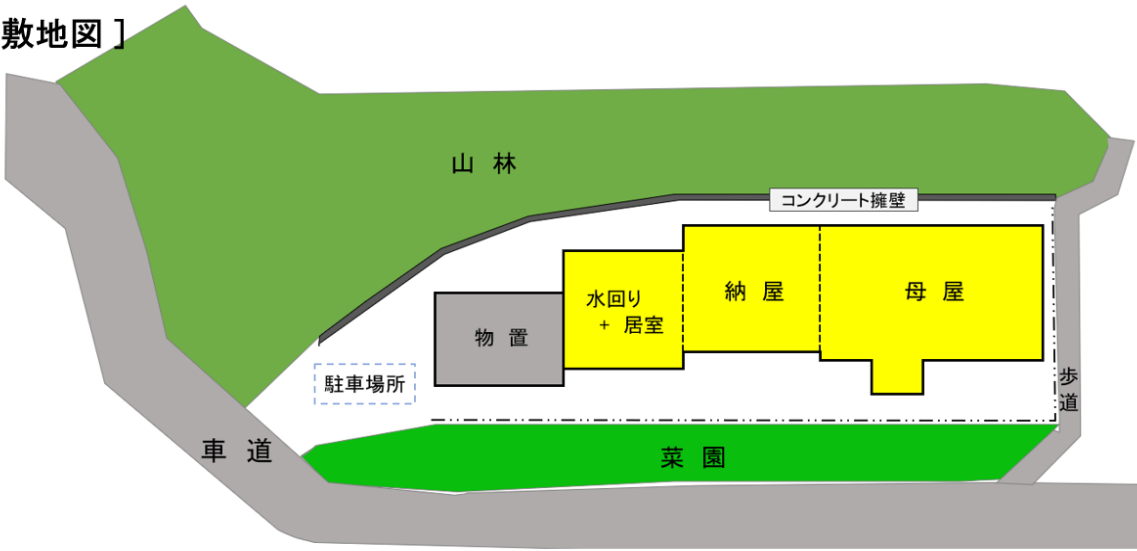 敷地図 ]
山 林
コンクリート擁壁
母 屋
納 屋
水回り
+ 居室
物 置
駐車場所
歩道
車 道
菜 園